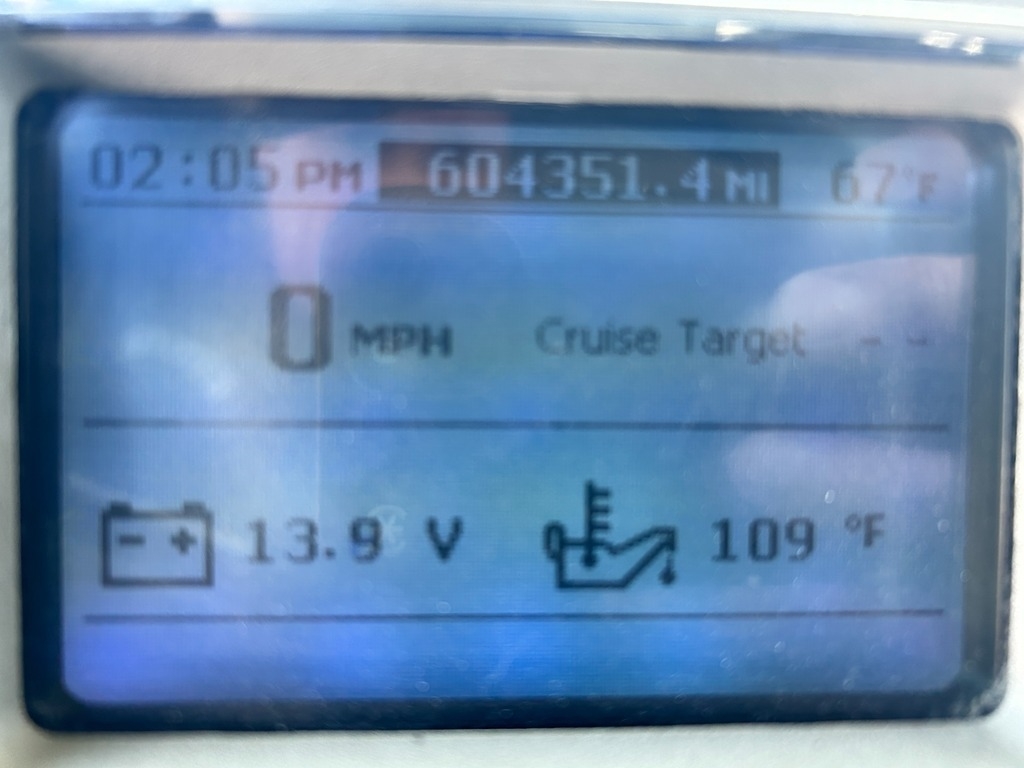 02:05 PM 604351.4 MI 67°F
0 MPH Cruise Target --
13.9 V 109 °F